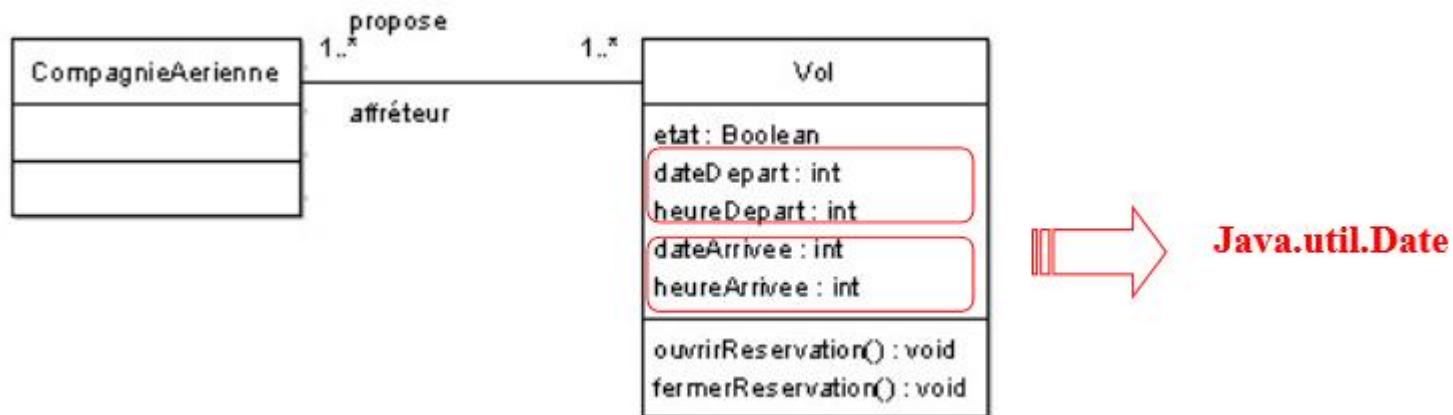 propose
1..*
1..*
CompagnieAerienne
affréteur
Vol
etat : Boolean
dateDepart : int
heureDepart : int
dateArrivee : int
heureArrivee : int
ouvrirReservation() : void
fermerReservation() : void
Java.util.Date